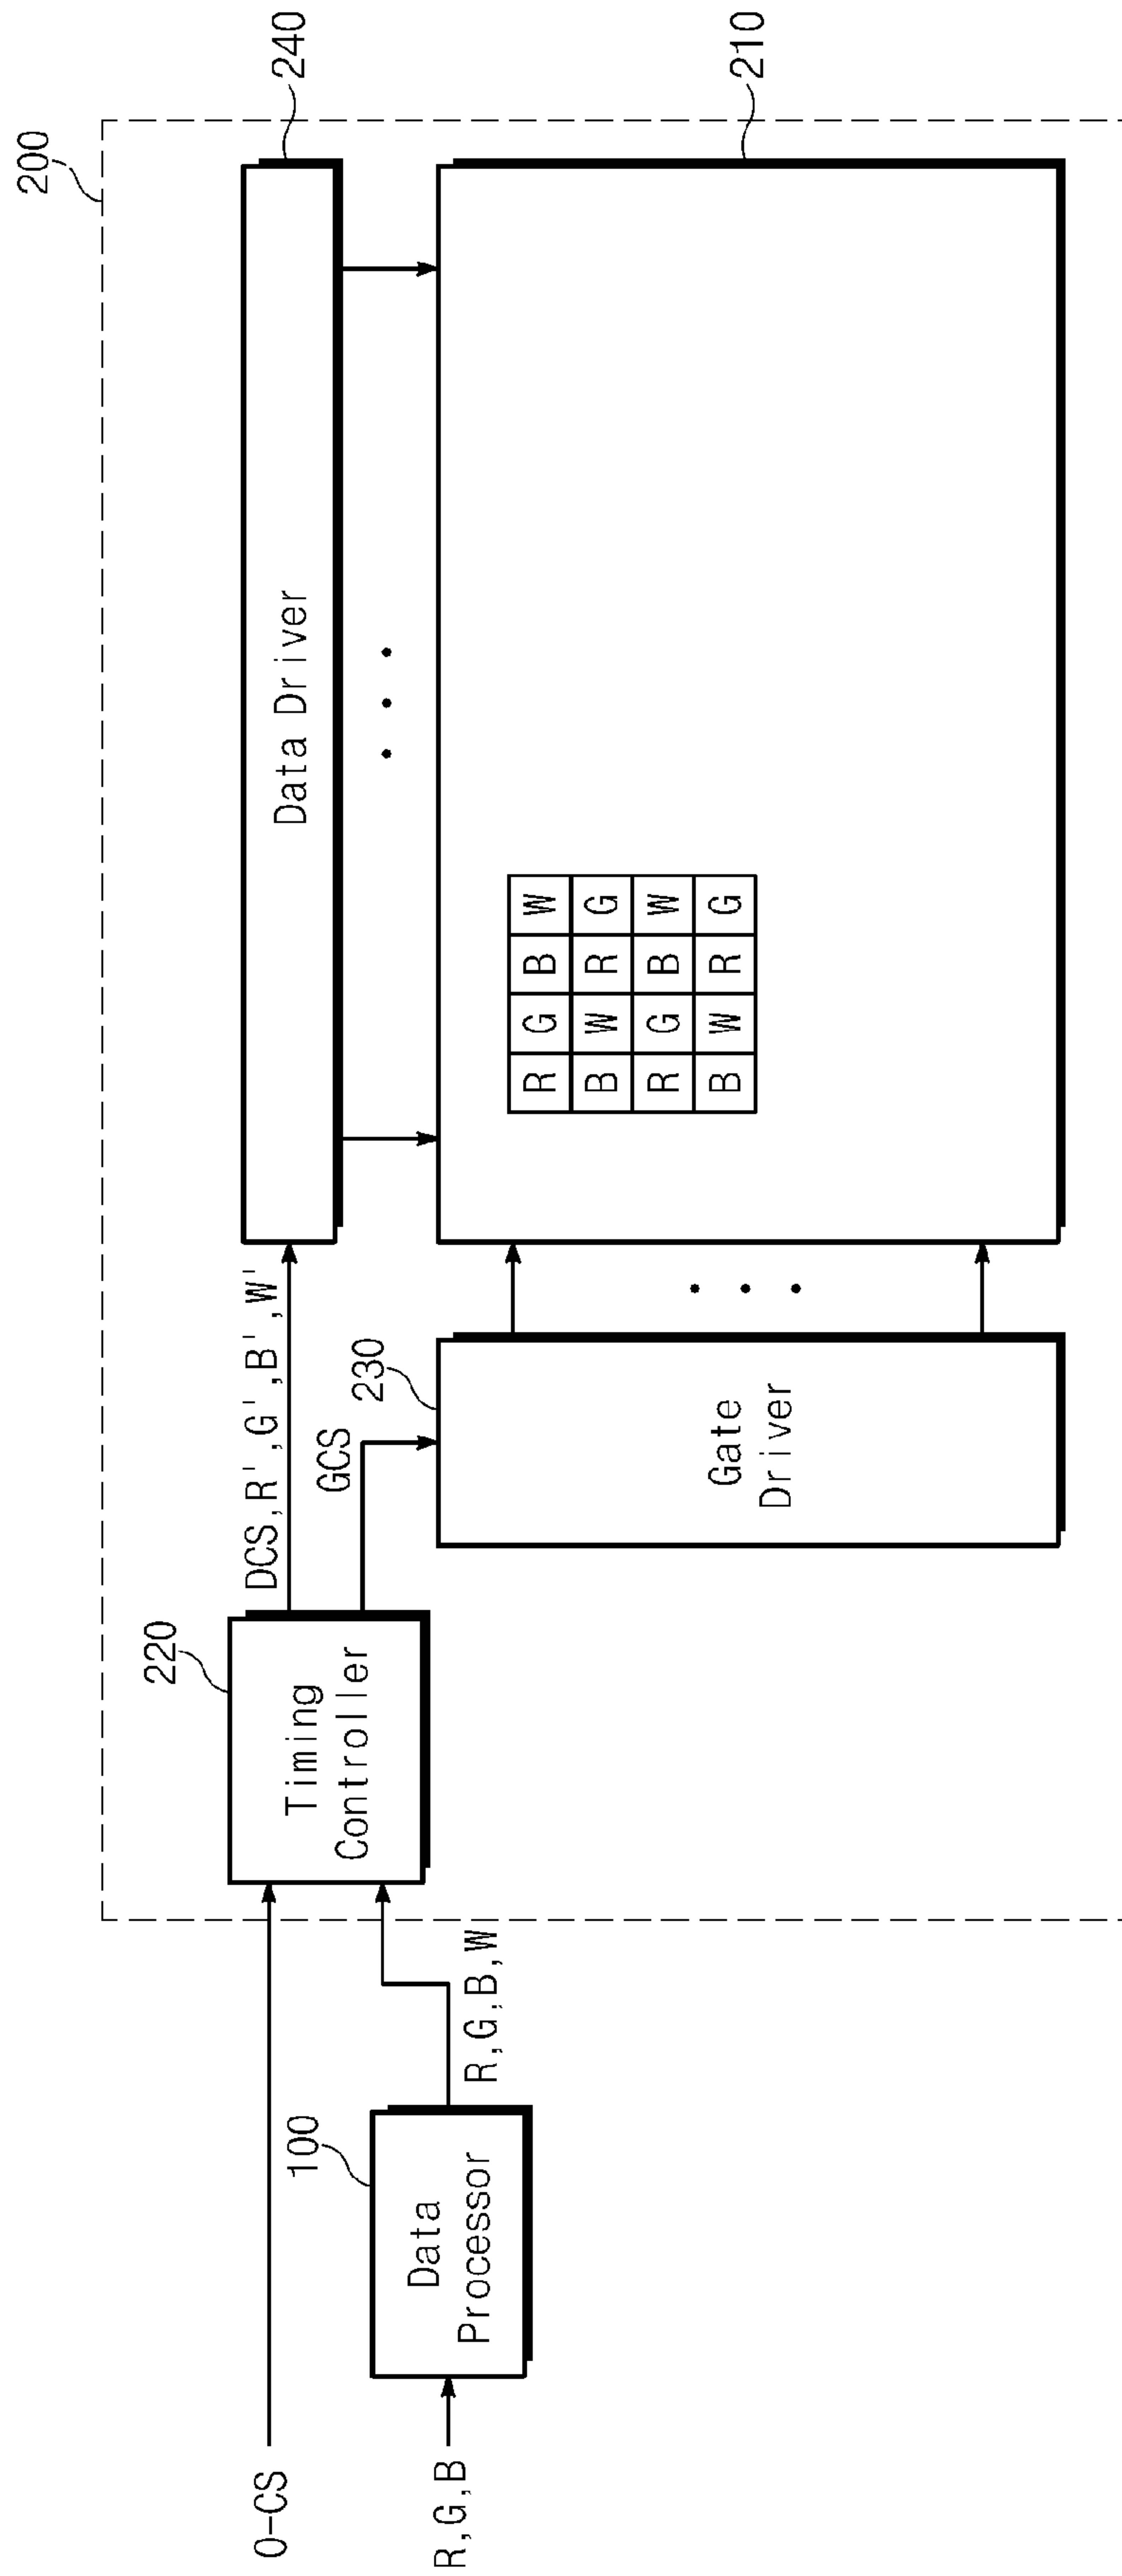 200
240
Data Driver
DCS,R',G',B',W'
220
Timing
Controller
GCS
230
Gate
Driver
210
R G B W
B W R G
R G B W
B W R G
O-CS
100
Data
Processor
R,G,B
R,G,B,W